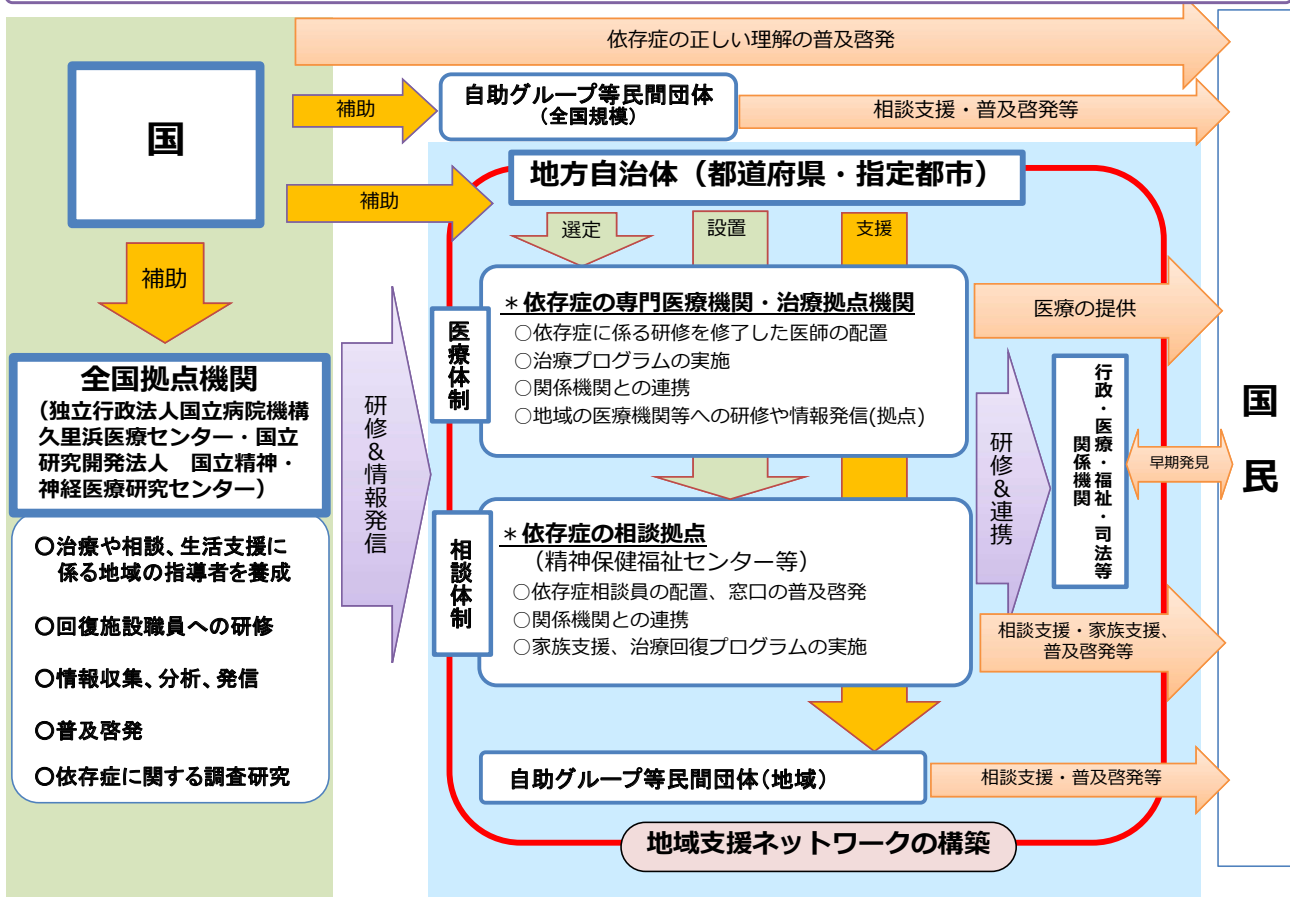 依存症の正しい理解の普及啓発
国
補助
自助グループ等民間団体
（全国規模）
相談支援・普及啓発等
補助
地方自治体（都道府県・指定都市）
選定
設置
支援
補助
医療体制
＊依存症の専門医療機関・治療拠点機関
○依存症に係る研修を修了した医師の配置
○治療プログラムの実施
○関係機関との連携
○地域の医療機関等への研修や情報発信(拠点)
医療の提供
全国拠点機関
（独立行政法人国立病院機構
久里浜医療センター・国立
研究開発法人　国立精神・
神経医療研究センター）
○治療や相談、生活支援に
係る地域の指導者を養成
○回復施設職員への研修
○情報収集、分析、発信
○普及啓発
○依存症に関する調査研究
研修＆情報発信
相談体制
＊依存症の相談拠点
（精神保健福祉センター等）
○依存症相談員の配置、窓口の普及啓発
○関係機関との連携
○家族支援、治療回復プログラムの実施
研修＆連携
行政・医療・福祉・司法等
関係機関
早期発見
国民
相談支援・家族支援、
普及啓発等
自助グループ等民間団体（地域）
相談支援・普及啓発等
地域支援ネットワークの構築